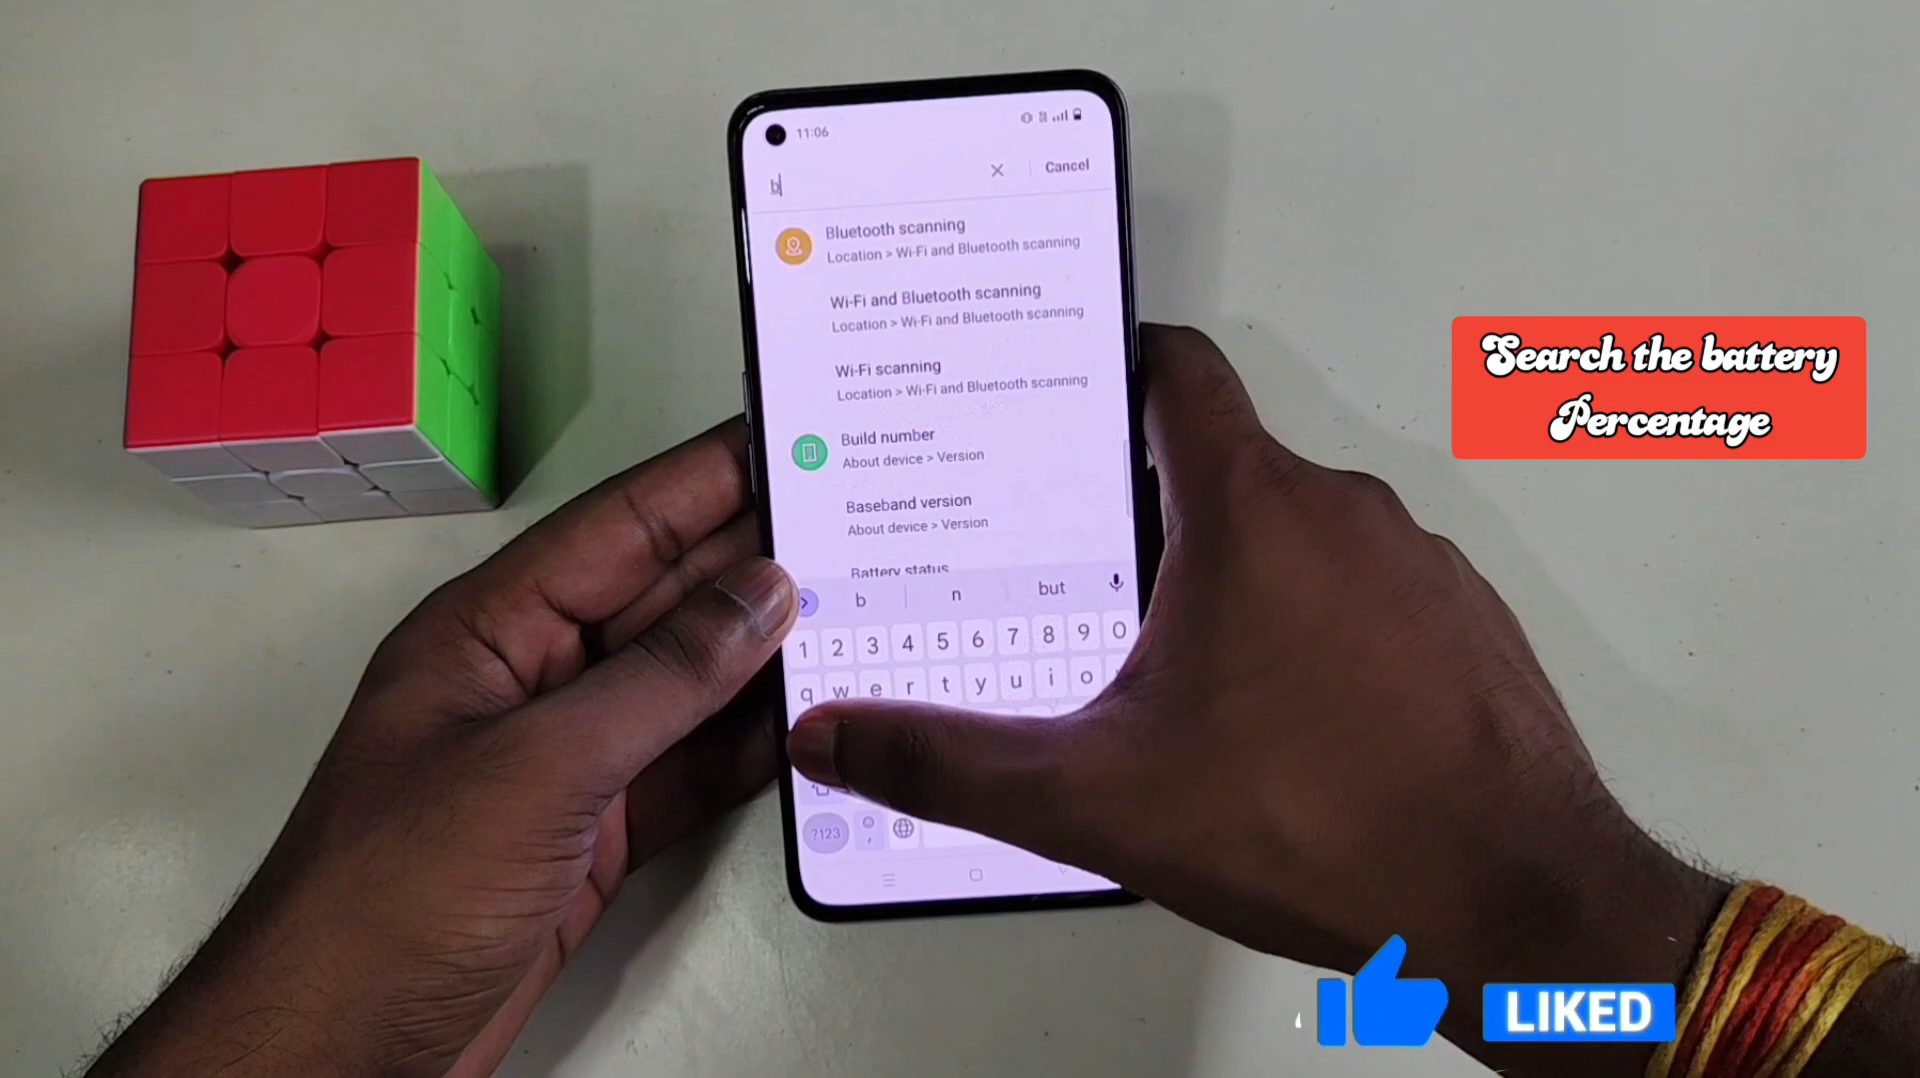 11:06
b
Cancel
Bluetooth scanning
Location > Wi-Fi and Bluetooth scanning
Wi-Fi and Bluetooth scanning
Location > Wi-Fi and Bluetooth scanning
Wi-Fi scanning
Location > Wi-Fi and Bluetooth scanning
Build number
About device > Version
Baseband version
About device > Version
Battery status
b n but
1 2 3 4 5 6 7 8 9 0
q w e r t y u i o
?123 ,
Search the battery
Percentage
LIKED